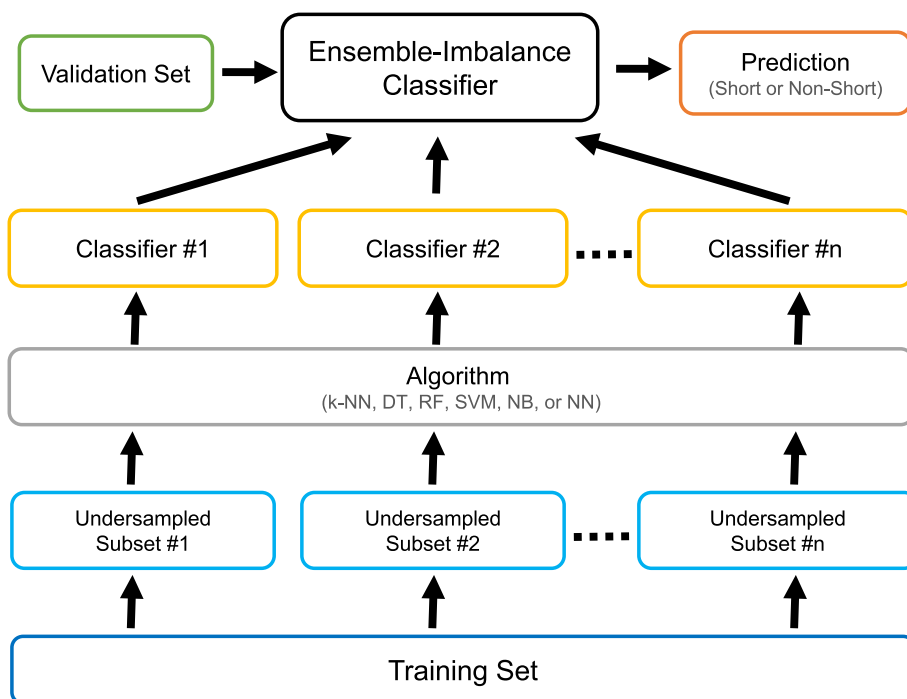 Validation Set
Ensemble-Imbalance
Classifier
Prediction
(Short or Non-Short)
Classifier #1
Classifier #2
Classifier #n
Algorithm
(k-NN, DT, RF, SVM, NB, or NN)
Undersampled
Subset #1
Undersampled
Subset #2
Undersampled
Subset #n
Training Set